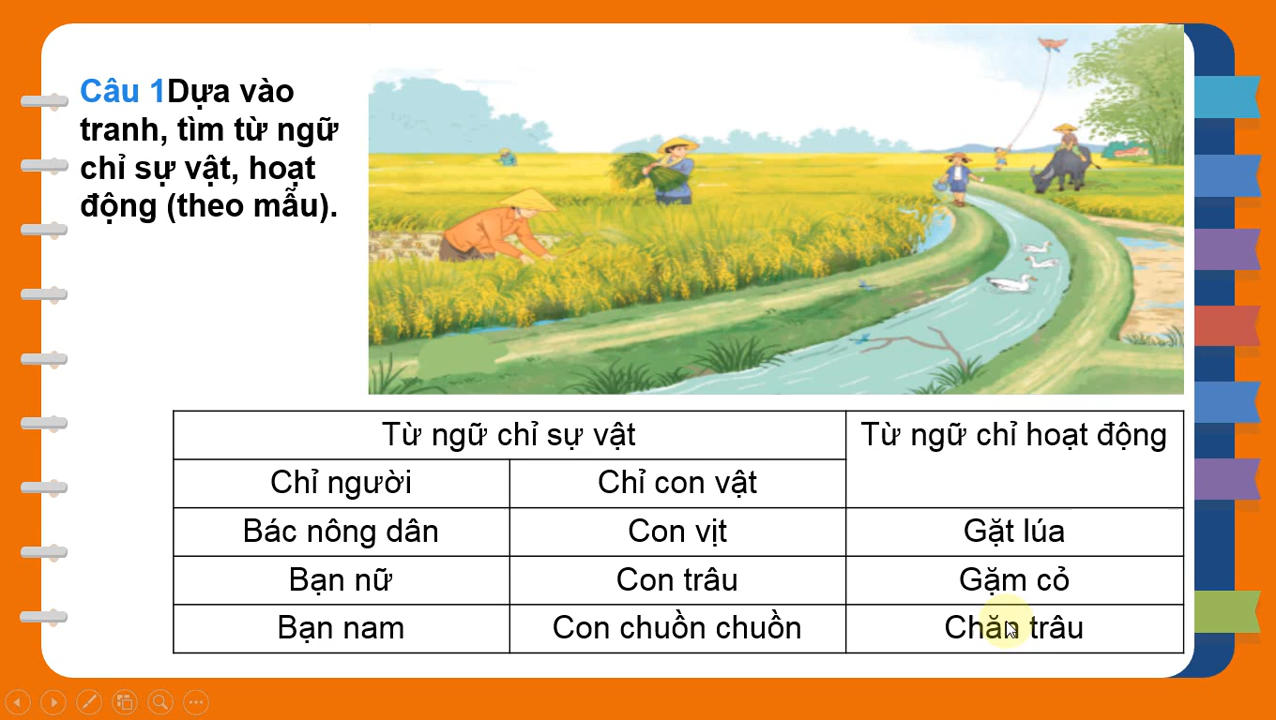 Câu 1Dựa vào
tranh, tìm từ ngữ
chỉ sự vật, hoạt
động (theo mẫu).
Từ ngữ chỉ sự vật
Từ ngữ chỉ hoạt động
Chỉ người
Chỉ con vật
Bác nông dân
Con vịt
Gặt lúa
Bạn nữ
Con trâu
Gặm cỏ
Bạn nam
Con chuồn chuồn
Chăn trâu